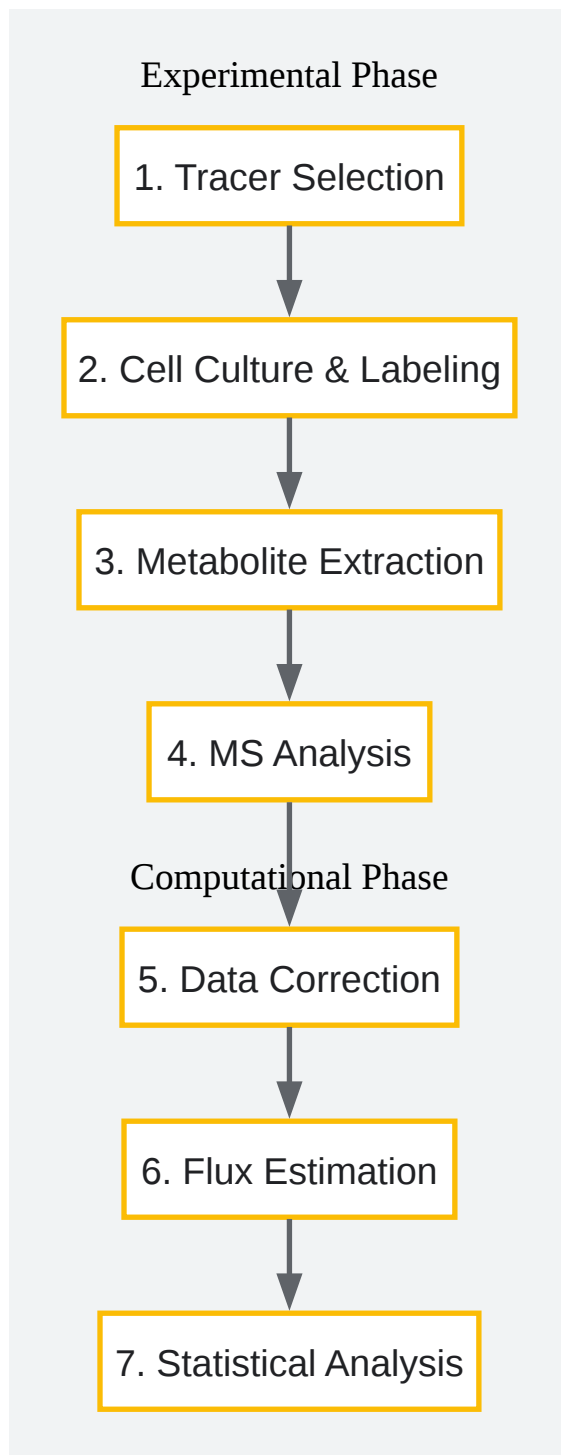 Experimental Phase
1. Tracer Selection
2. Cell Culture & Labeling
3. Metabolite Extraction
4. MS Analysis
Computational Phase
5. Data Correction
6. Flux Estimation
7. Statistical Analysis